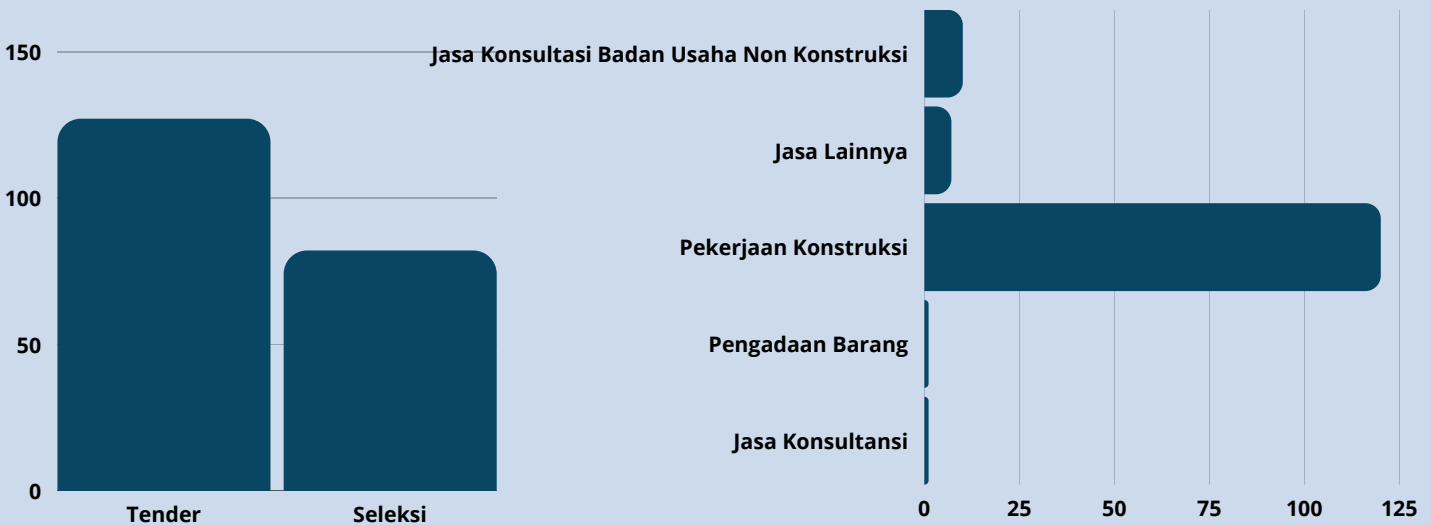 150
100
50
0
Tender
Seleksi
Jasa Konsultasi Badan Usaha Non Konstruksi
Jasa Lainnya
Pekerjaan Konstruksi
Pengadaan Barang
Jasa Konsultansi
0 25 50 75 100 125